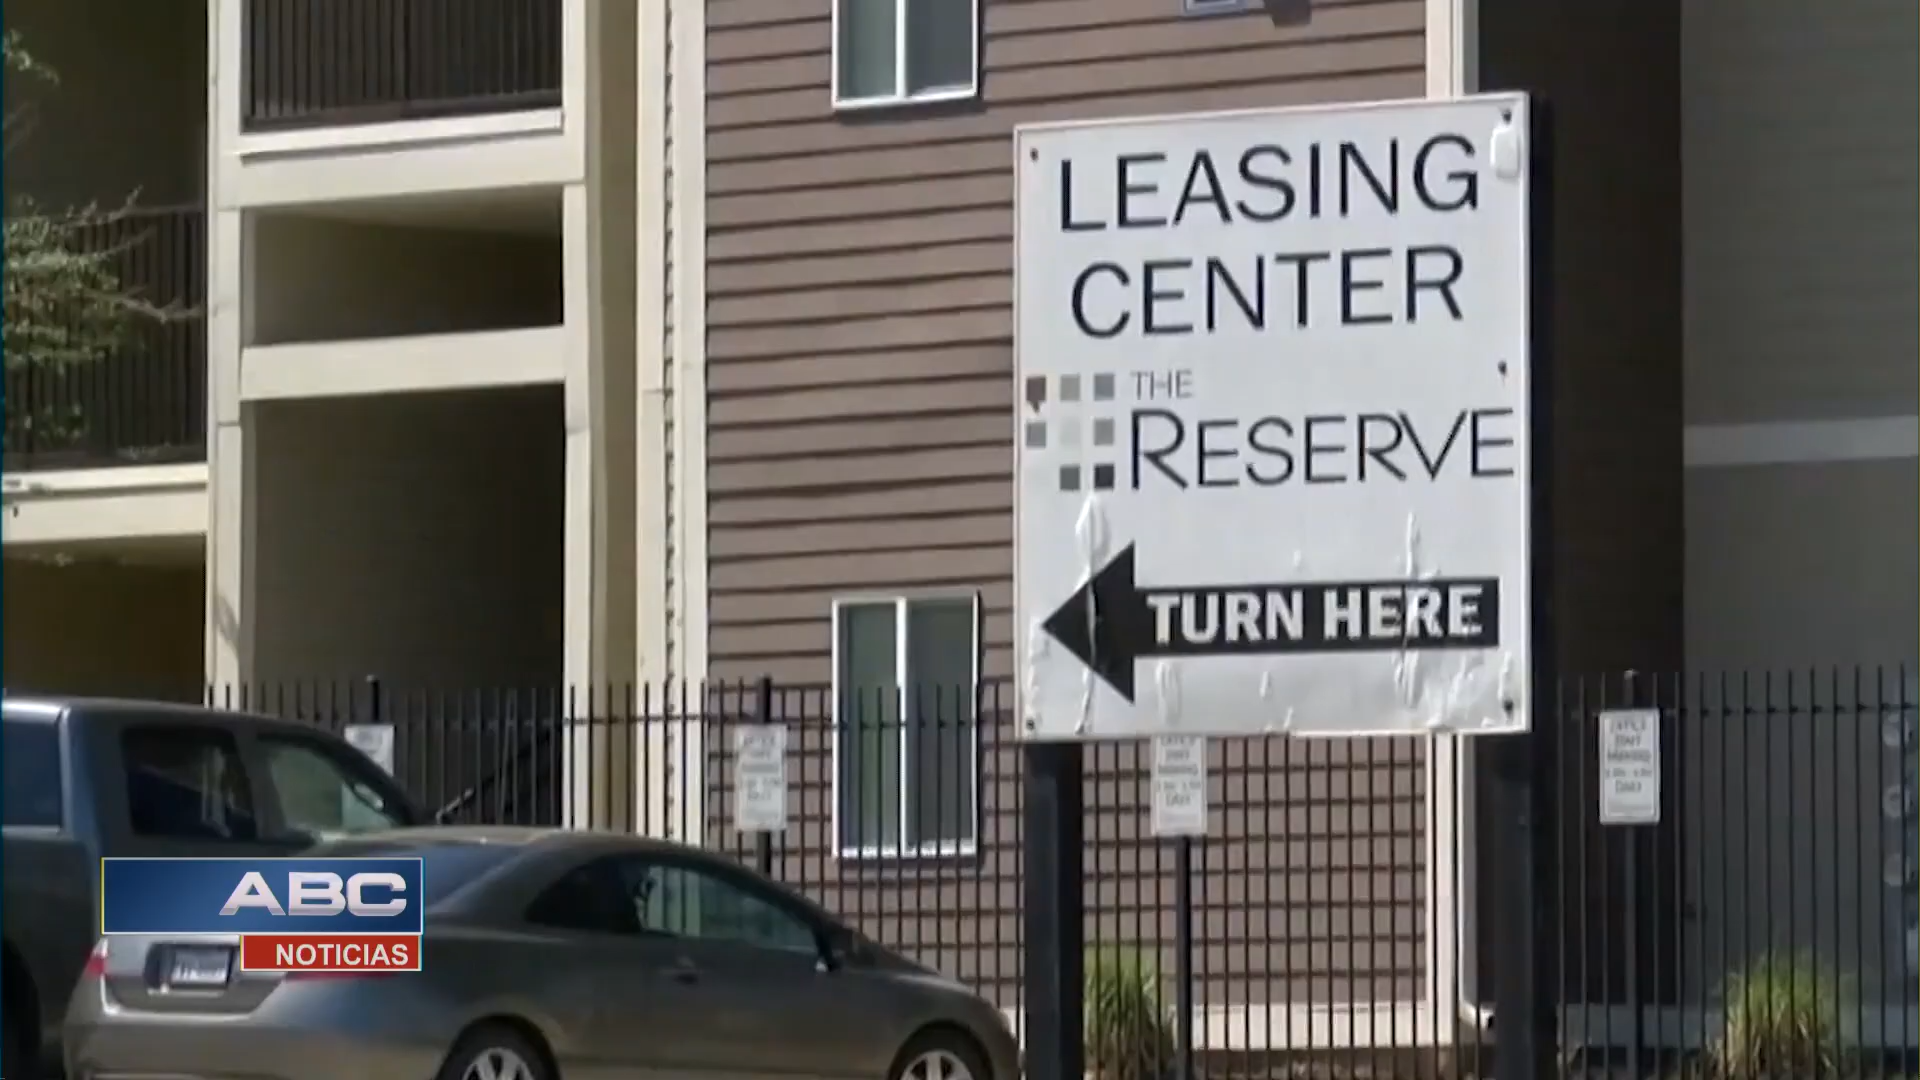 LEASING
CENTER
THE
RESERVE
TURN HERE
ABC
NOTICIAS